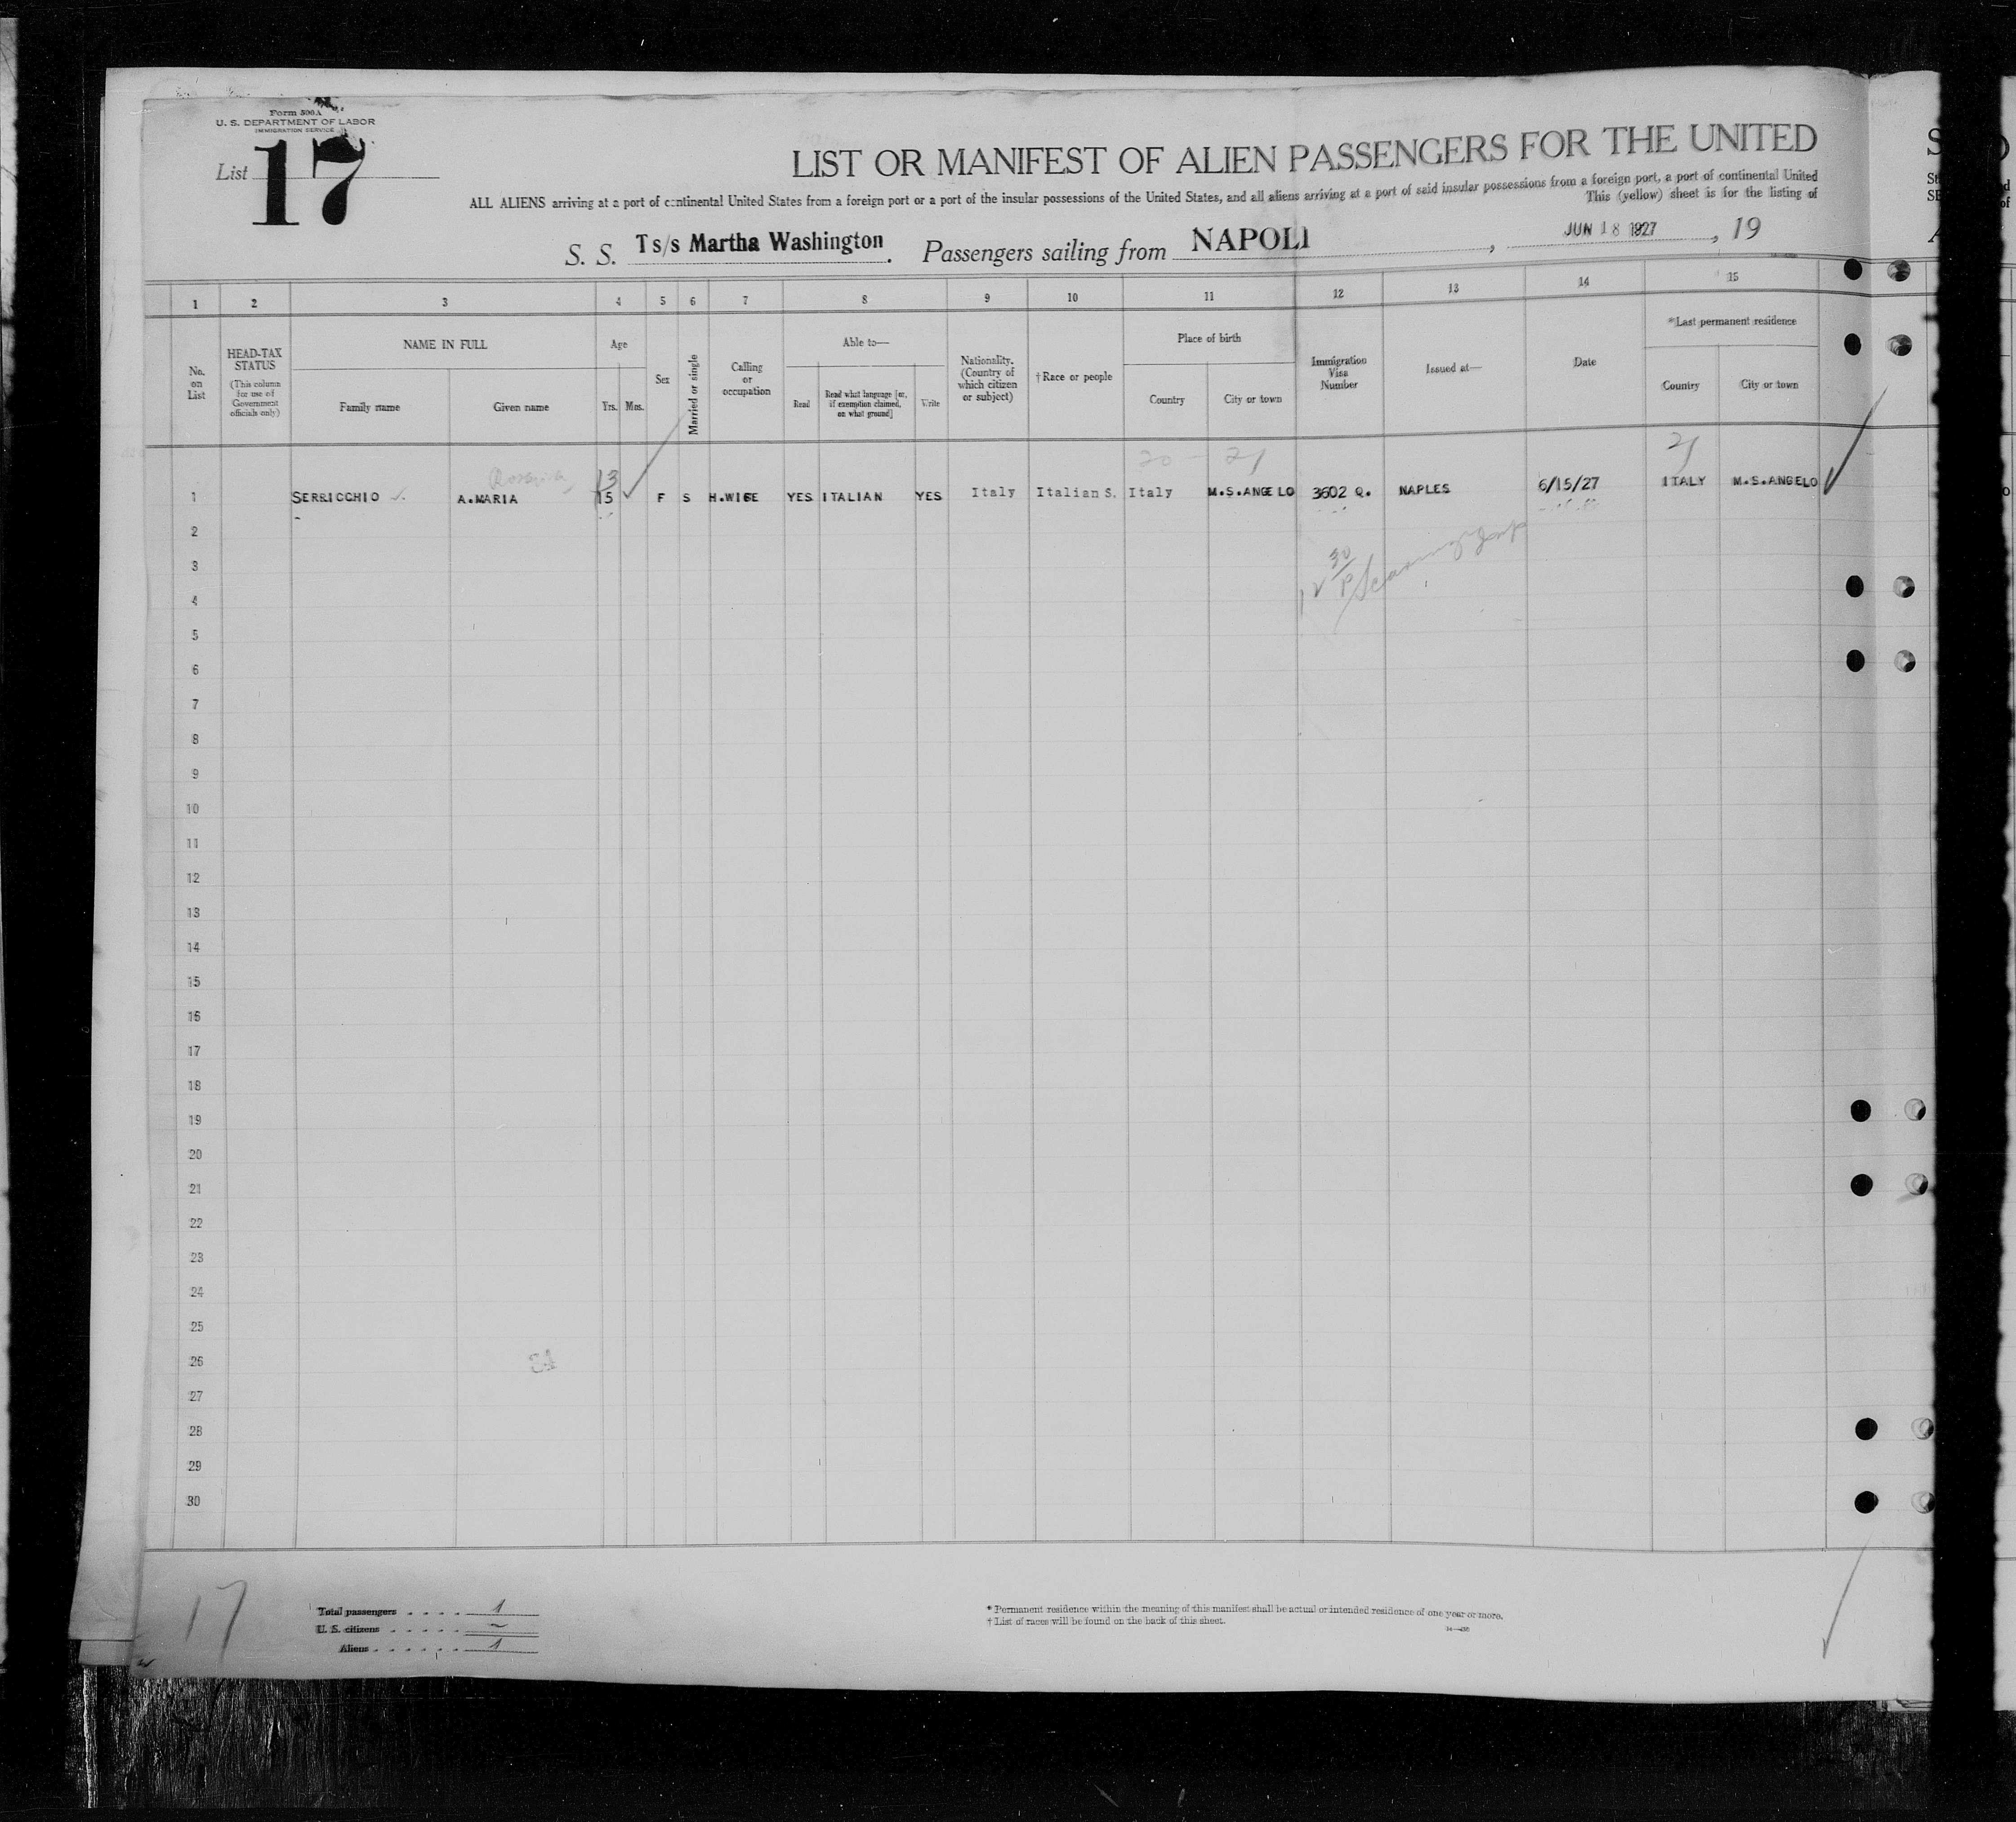 Form 500 A
U. S. DEPARTMENT OF LABOR
IMMIGRATION SERVICE
List 17
LIST OR MANIFEST OF ALIEN PASSENGERS FOR THE UNITED
ALL ALIENS arriving at a port of continental United States from a foreign port or a port of the insular possessions of the United States, and all aliens arriving at a port of said insular possessions from a foreign port, a port of continental United
This (yellow) sheet is for the listing of
S. S. Ts/s Martha Washington. Passengers sailing from NAPOLI, JUN 18 1927, 19
1 2 3 4 5 6 7 8 9 10 11 12 13 14 15
No. on List
HEAD-TAX STATUS
(This column for use of Government officials only)
NAME IN FULL
Family name
Given name
Age
Yrs. Mos.
Sex
Married or single
Calling or occupation
Able to—
Read
Read what language [or, if exemption claimed, on what ground]
Write
Nationality. (Country of which citizen or subject)
†Race or people
Place of birth
Country
City or town
Immigration Visa Number
Issued at—
Date
*Last permanent residence
Country
City or town
13
20 - 21
21
1 SERRICCHIO A.MARIA 15 F S H.WIFE YES ITALIAN YES Italy Italian S. Italy M.S.ANGELO 3602 Q. NAPLES 6/15/27 ITALY M.S.ANGELO
2
3
4
5
6
7
8
9
10
11
12
13
14
15
16
17
18
19
20
21
22
23
24
25
26
27
28
29
30
17
Total passengers . . . . 1
U. S. citizens . . . . . ~
Aliens . . . . . . 1
* Permanent residence within the meaning of this manifest shall be actual or intended residence of one year or more.
† List of races will be found on the back of this sheet.